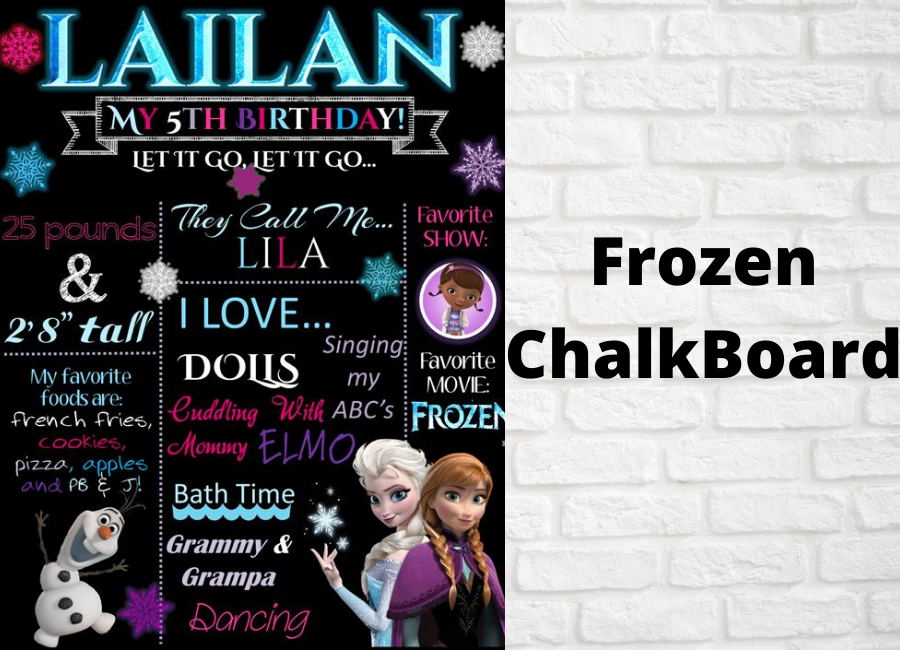 LAILAN
MY 5TH BIRTHDAY!
LET IT GO, LET IT GO...
25 pounds
&
2'8" tall
My favorite
foods are:
french fries,
cookies,
pizza, apples
and PB & J!
They Call Me...
LILA
I LOVE...
DOLLS
Singing
my
ABC's
Cuddling With
Mommy
ELMO
Bath Time
Grammy &
Grampa
Dancing
Favorite
SHOW:
Favorite
MOVIE:
FROZEN
Frozen
ChalkBoard